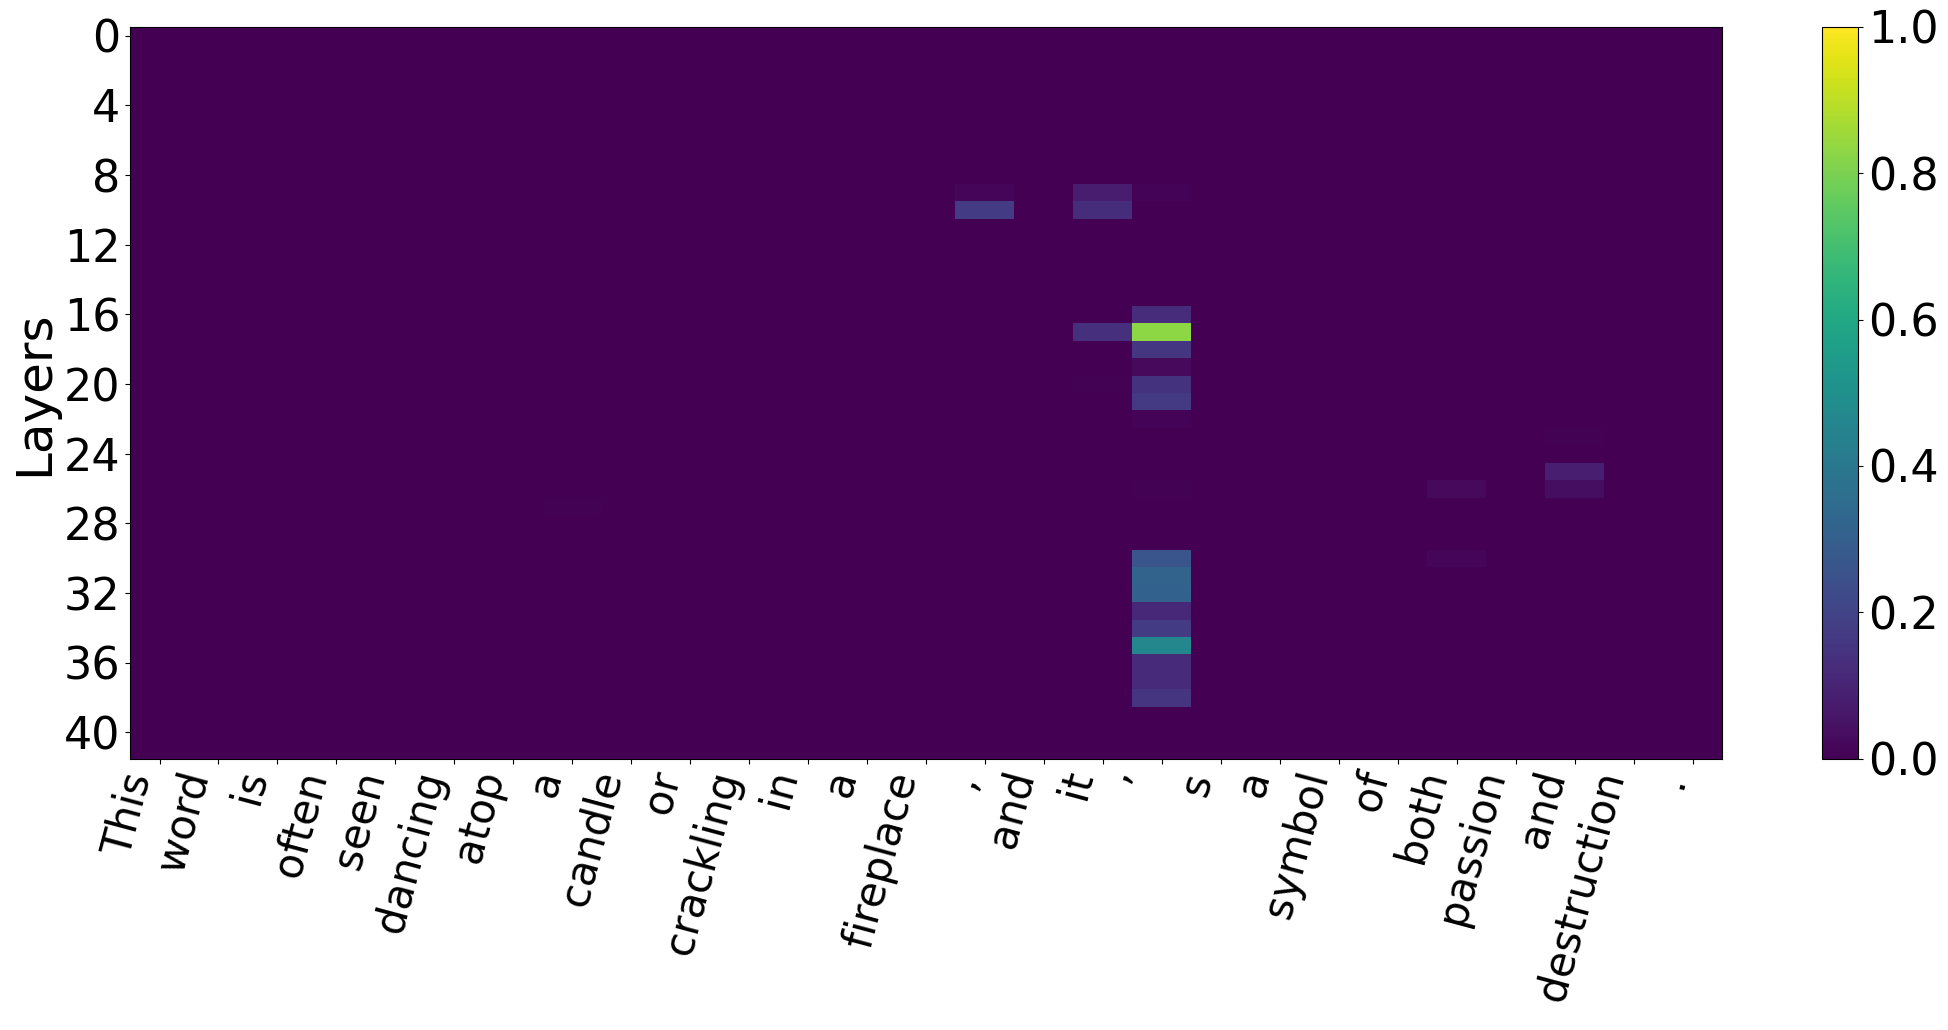 0
4
8
12
16
20
24
28
32
36
40
Layers
This
word
is
often
seen
dancing
atop
a
candle
or
crackling
in
a
fireplace
,
and
it
’
s
a
symbol
of
both
passion
and
destruction
.
1.0
0.8
0.6
0.4
0.2
0.0